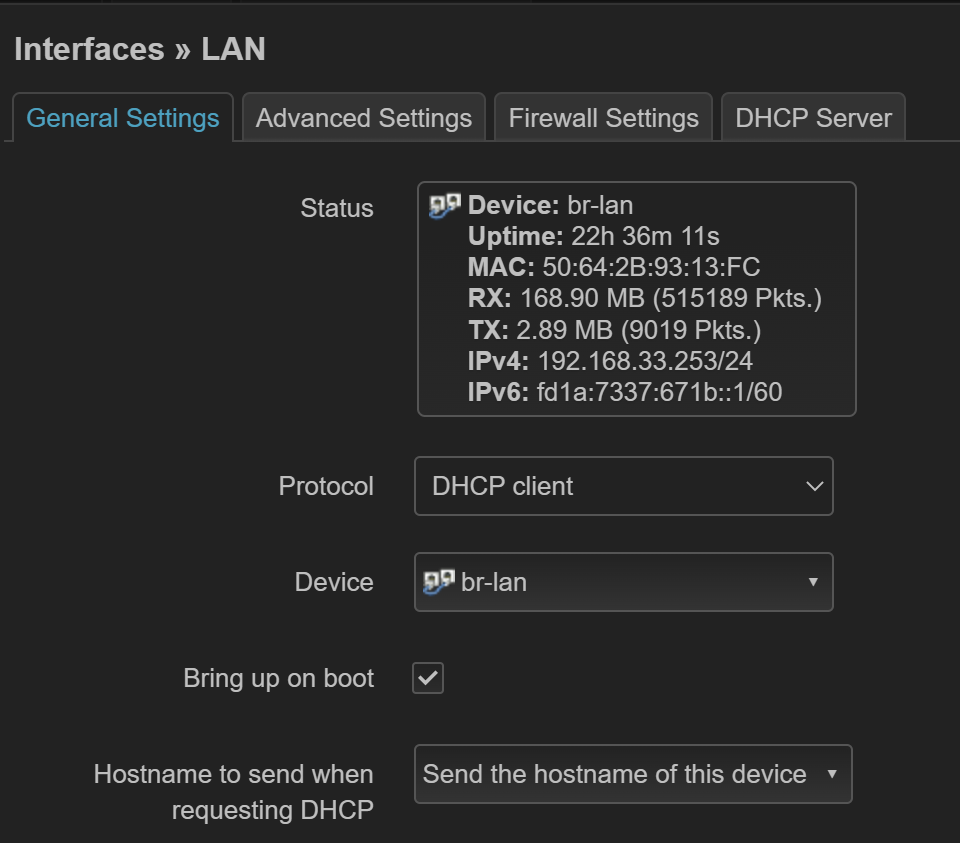 Interfaces » LAN
General Settings
Advanced Settings
Firewall Settings
DHCP Server
Status
Device: br-lan
Uptime: 22h 36m 11s
MAC: 50:64:2B:93:13:FC
RX: 168.90 MB (515189 Pkts.)
TX: 2.89 MB (9019 Pkts.)
IPv4: 192.168.33.253/24
IPv6: fd1a:7337:671b::1/60
Protocol
DHCP client
Device
br-lan
Bring up on boot
Hostname to send when
requesting DHCP
Send the hostname of this device